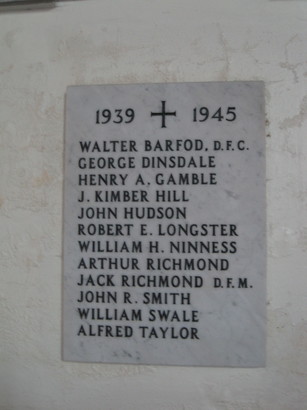 1939 1945
WALTER BARFOD, D.F.C.
GEORGE DINSDALE
HENRY A. GAMBLE
J. KIMBER HILL
JOHN HUDSON
ROBERT E. LONGSTER
WILLIAM H. NINNESS
ARTHUR RICHMOND
JACK RICHMOND D.F.M.
JOHN R. SMITH
WILLIAM SWALE
ALFRED TAYLOR